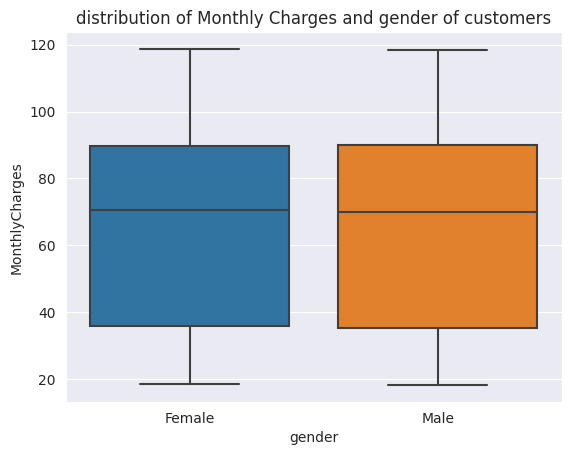 distribution of Monthly Charges and gender of customers
120
100
80
60
40
20
MonthlyCharges
Female Male
gender